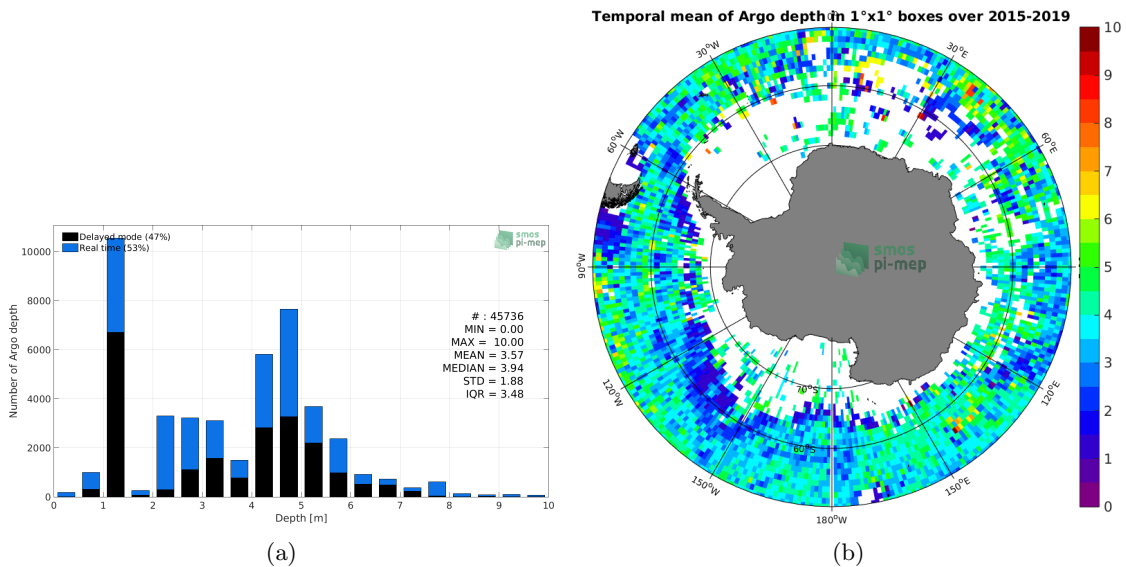 Delayed mode (47%)
Real time (53%)
smos
pi-mep
10000
8000
6000
4000
2000
0
Number of Argo depth
# : 45736
MIN = 0.00
MAX = 10.00
MEAN = 3.57
MEDIAN = 3.94
STD = 1.88
IQR = 3.48
0 1 2 3 4 5 6 7 8 9 10
Depth [m]
(a)
Temporal mean of Argo depth in 1°x1° boxes over 2015-2019
30°W
30°E
60°W
60°E
90°W
120°W
120°E
150°W
150°E
180°W
70°S
60°S
smos
pi-mep
10
9
8
7
6
5
4
3
2
1
0
(b)